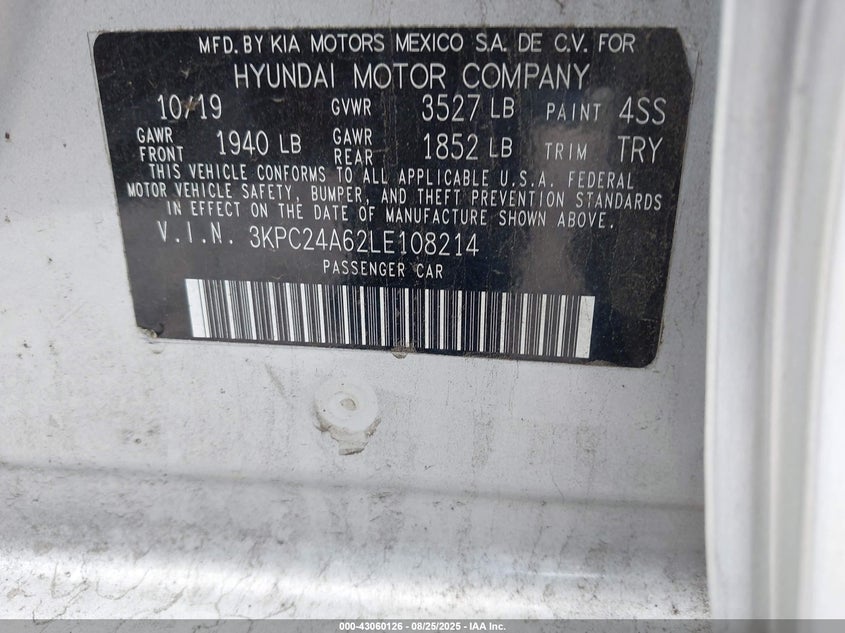 MFD. BY KIA MOTORS MEXICO S.A. DE C.V. FOR
HYUNDAI MOTOR COMPANY
10/19 GVWR 3527 LB PAINT 4SS
GAWR FRONT 1940 LB GAWR REAR 1852 LB TRIM TRY
THIS VEHICLE CONFORMS TO ALL APPLICABLE U.S.A. FEDERAL
MOTOR VEHICLE SAFETY, BUMPER, AND THEFT PREVENTION STANDARDS
IN EFFECT ON THE DATE OF MANUFACTURE SHOWN ABOVE.
V.I.N. 3KPC24A62LE108214
PASSENGER CAR
000-43060126 - 08/25/2025 - IAA, Inc.